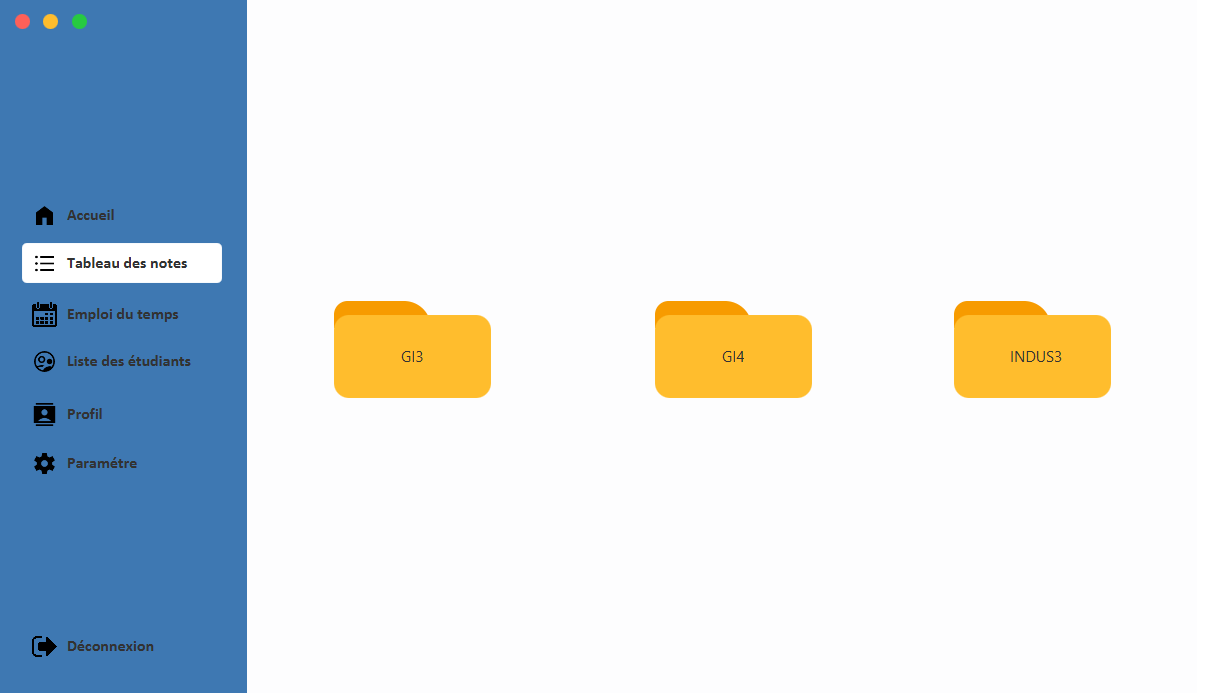 Accueil
Tableau des notes
Emploi du temps
Liste des étudiants
Profil
Paramétre
Déconnexion
GI3
GI4
INDUS3